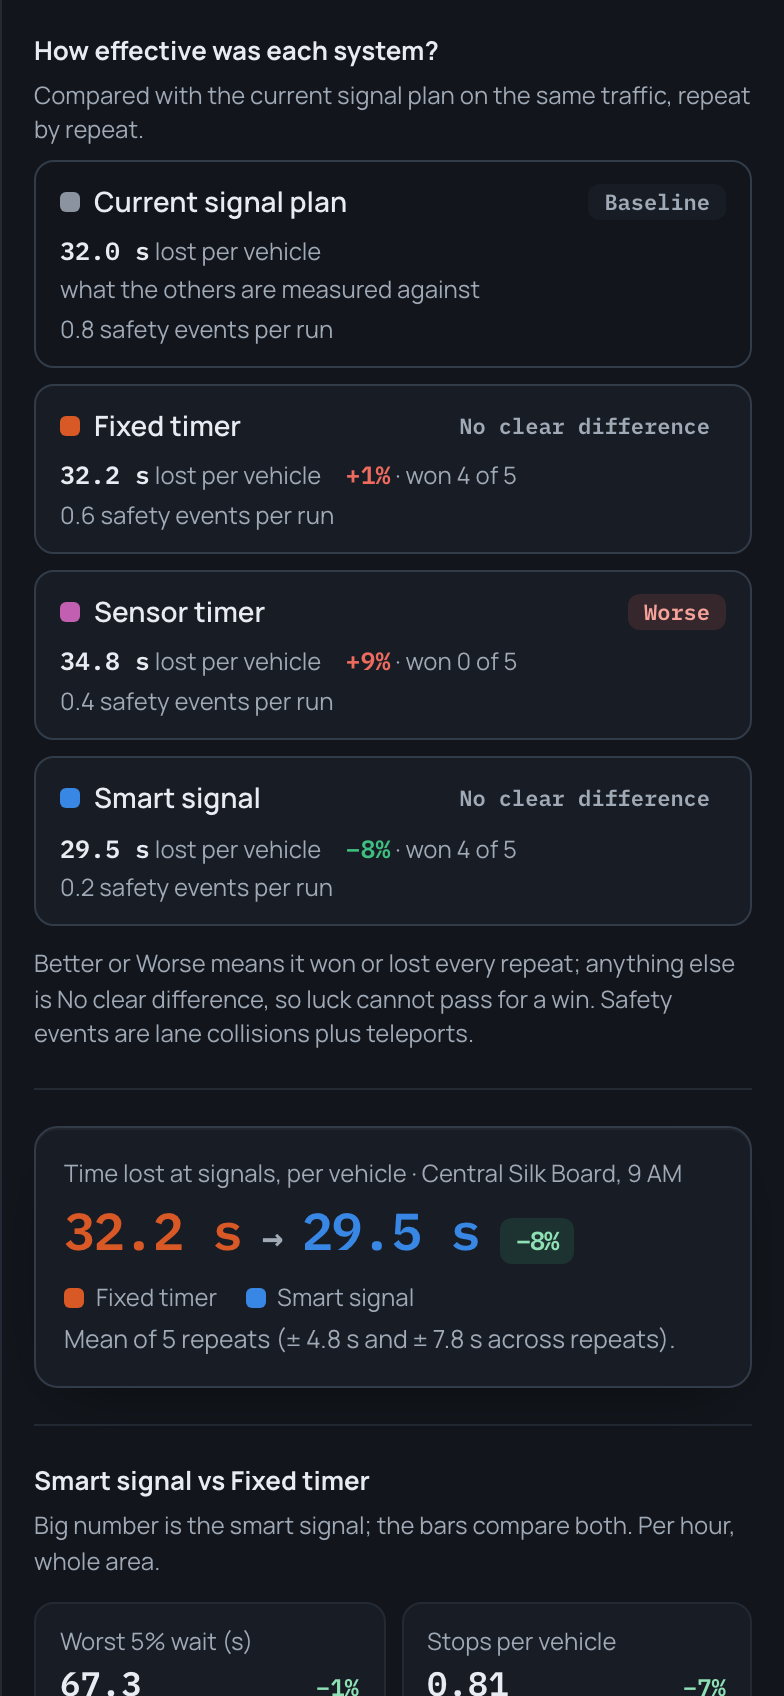 How effective was each system?
Compared with the current signal plan on the same traffic, repeat
by repeat.
Current signal plan Baseline
32.0 s lost per vehicle
what the others are measured against
0.8 safety events per run
Fixed timer No clear difference
32.2 s lost per vehicle +1% · won 4 of 5
0.6 safety events per run
Sensor timer Worse
34.8 s lost per vehicle +9% · won 0 of 5
0.4 safety events per run
Smart signal No clear difference
29.5 s lost per vehicle −8% · won 4 of 5
0.2 safety events per run
Better or Worse means it won or lost every repeat; anything else
is No clear difference, so luck cannot pass for a win. Safety
events are lane collisions plus teleports.
Time lost at signals, per vehicle · Central Silk Board, 9 AM
32.2 s → 29.5 s −8%
Fixed timer Smart signal
Mean of 5 repeats (± 4.8 s and ± 7.8 s across repeats).
Smart signal vs Fixed timer
Big number is the smart signal; the bars compare both. Per hour,
whole area.
Worst 5% wait (s) Stops per vehicle
67.3 −1% 0.81 −7%